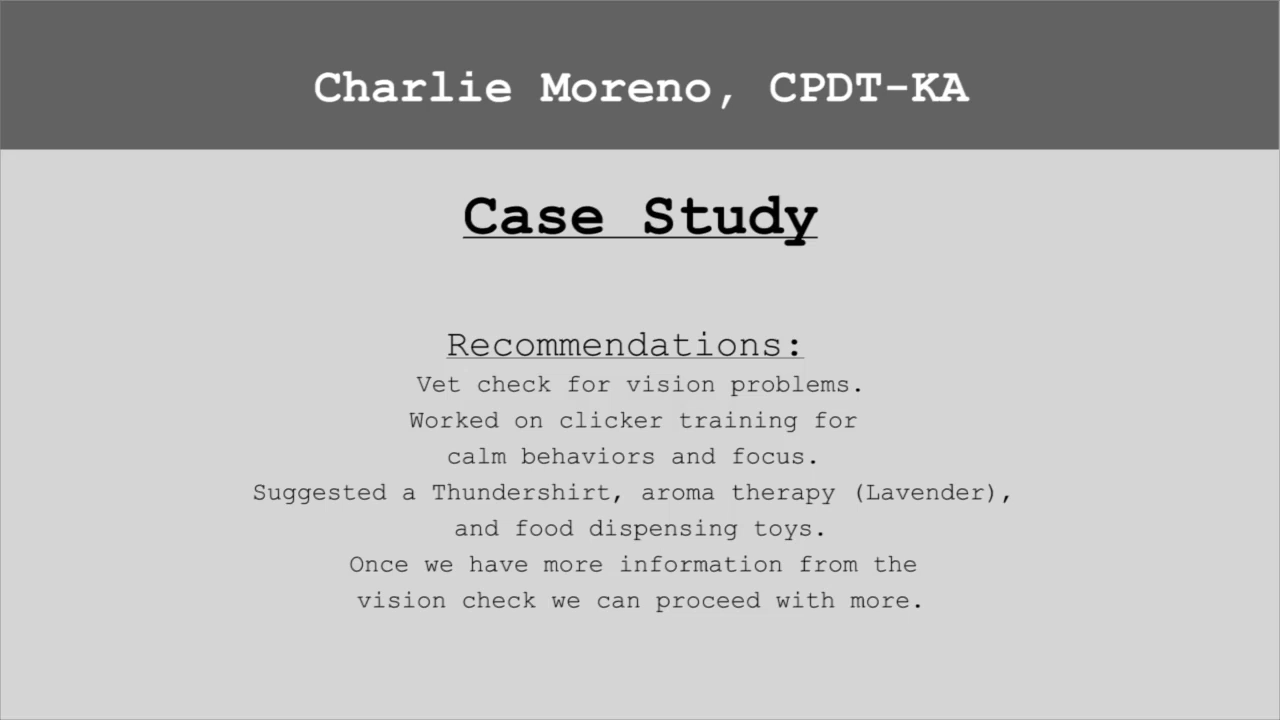 Charlie Moreno, CPDT-KA
Case Study
Recommendations:
Vet check for vision problems.
Worked on clicker training for
calm behaviors and focus.
Suggested a Thundershirt, aroma therapy (Lavender),
and food dispensing toys.
Once we have more information from the
vision check we can proceed with more.